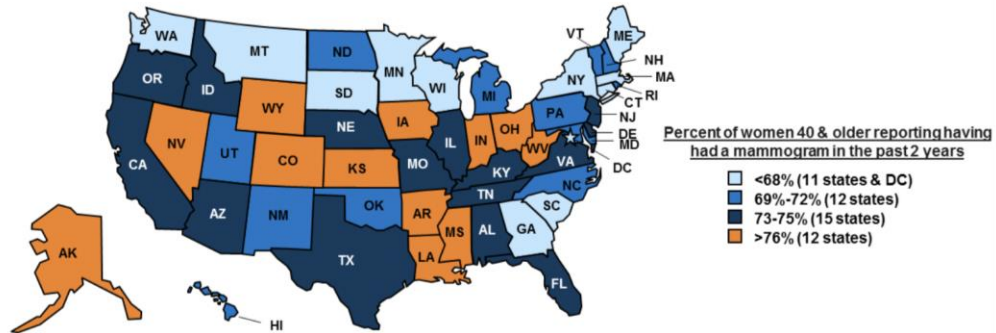 WA
MT
ND
MN
VT
ME
NH
MA
RI
CT
NJ
DE
MD
DC
OR
ID
WY
SD
WI
MI
NY
PA
NV
UT
CO
NE
IA
IL
IN
OH
WV
VA
CA
AZ
NM
KS
OK
MO
KY
TN
NC
SC
AR
MS
AL
GA
TX
LA
FL
AK
HI
Percent of women 40 & older reporting having
had a mammogram in the past 2 years
<68% (11 states & DC)
69%-72% (12 states)
73-75% (15 states)
>76% (12 states)